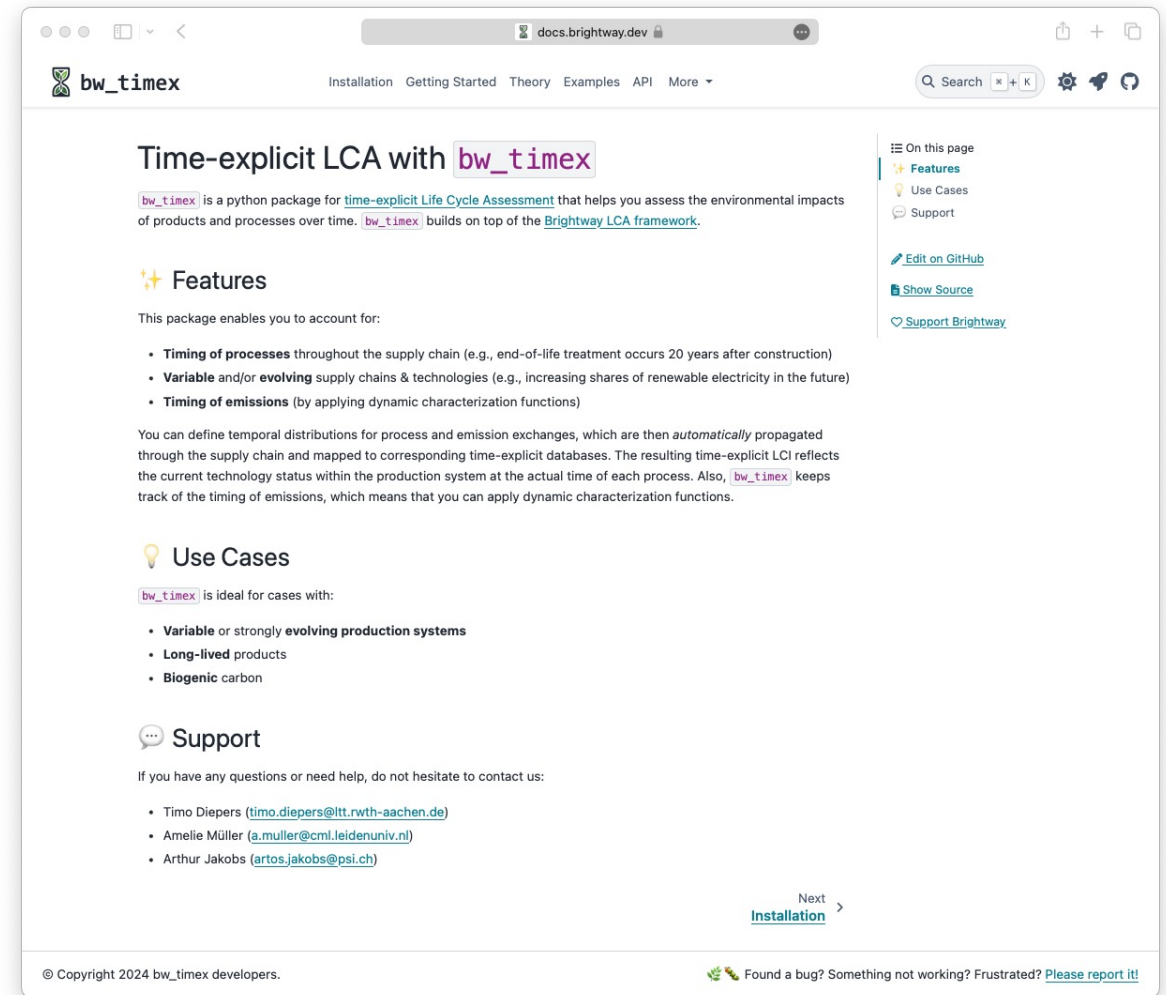 docs.brightway.dev
bw_timex
Installation Getting Started Theory Examples API More
Search ⌘ + K
Time-explicit LCA with bw_timex
bw_timex is a python package for time-explicit Life Cycle Assessment that helps you assess the environmental impacts
of products and processes over time. bw_timex builds on top of the Brightway LCA framework.
✨ Features
This package enables you to account for:
• Timing of processes throughout the supply chain (e.g., end-of-life treatment occurs 20 years after construction)
• Variable and/or evolving supply chains & technologies (e.g., increasing shares of renewable electricity in the future)
• Timing of emissions (by applying dynamic characterization functions)
You can define temporal distributions for process and emission exchanges, which are then automatically propagated
through the supply chain and mapped to corresponding time-explicit databases. The resulting time-explicit LCI reflects
the current technology status within the production system at the actual time of each process. Also, bw_timex keeps
track of the timing of emissions, which means that you can apply dynamic characterization functions.
💡 Use Cases
bw_timex is ideal for cases with:
• Variable or strongly evolving production systems
• Long-lived products
• Biogenic carbon
💬 Support
If you have any questions or need help, do not hesitate to contact us:
• Timo Diepers (timo.diepers@ltt.rwth-aachen.de)
• Amelie Müller (a.muller@cml.leidenuniv.nl)
• Arthur Jakobs (artos.jakobs@psi.ch)
Next
Installation
On this page
✨ Features
💡 Use Cases
💬 Support
Edit on GitHub
Show Source
Support Brightway
© Copyright 2024 bw_timex developers.
🌿🐛 Found a bug? Something not working? Frustrated? Please report it!